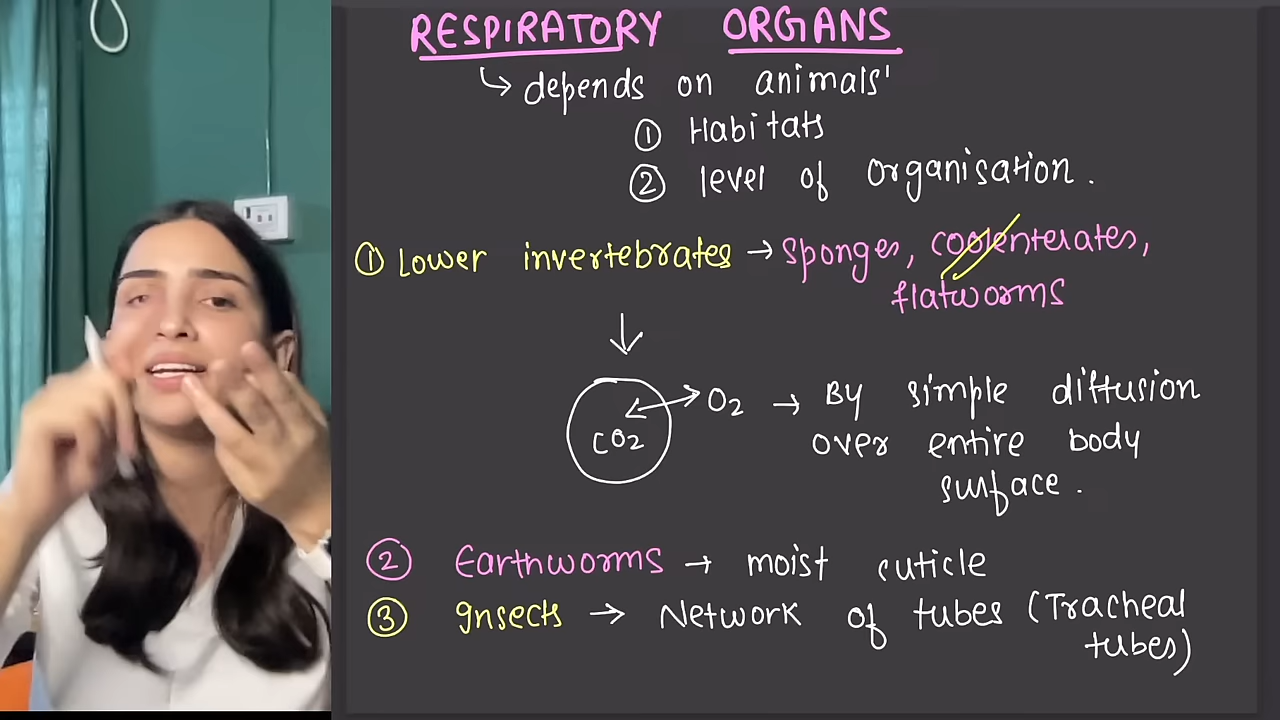 RESPIRATORY ORGANS
↳ depends on animals'
① Habitats
② level of organisation.
① Lower invertebrates → sponges, coolenterates,
flatworms
CO2 O2 → By simple diffusion
over entire body
surface.
② Earthworms → moist cuticle
③ Insects → Network of tubes (Tracheal
tubes)